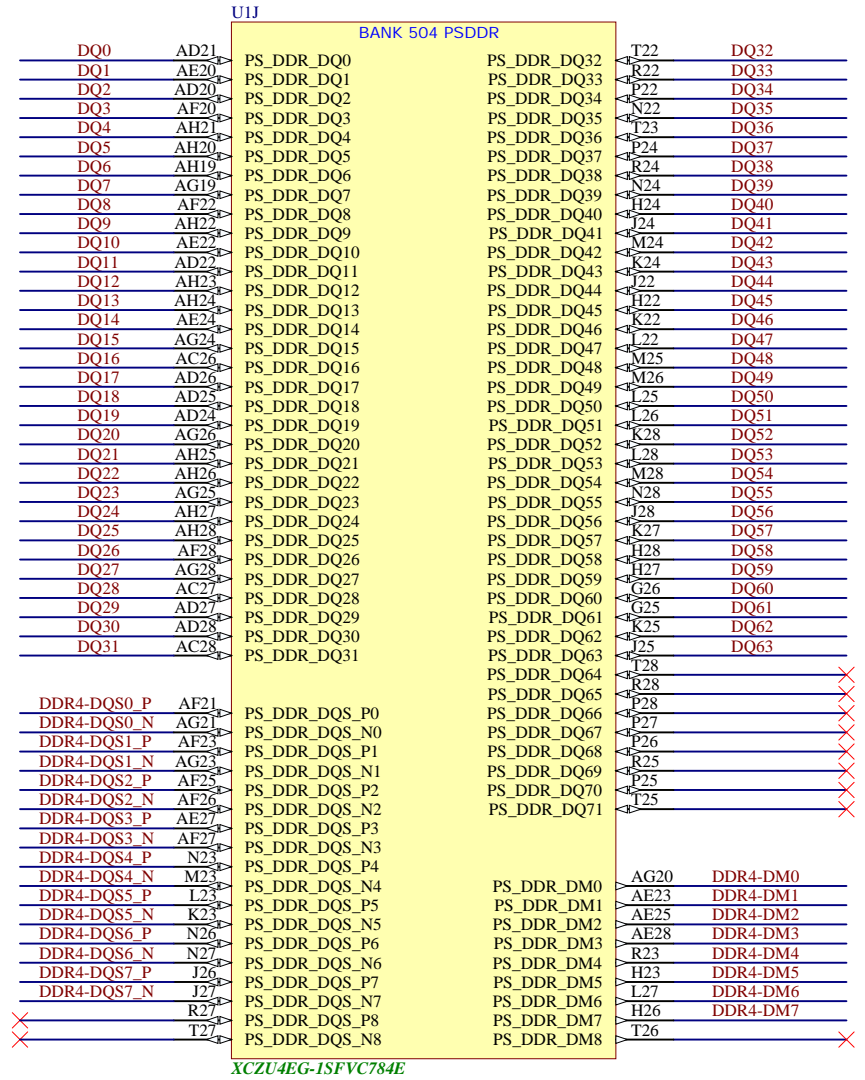 U1J
BANK 504 PSDDR
DQ0 AD21 PS_DDR_DQ0 PS_DDR_DQ32 T22 DQ32
DQ1 AE20 PS_DDR_DQ1 PS_DDR_DQ33 R22 DQ33
DQ2 AD20 PS_DDR_DQ2 PS_DDR_DQ34 P22 DQ34
DQ3 AF20 PS_DDR_DQ3 PS_DDR_DQ35 N22 DQ35
DQ4 AH21 PS_DDR_DQ4 PS_DDR_DQ36 T23 DQ36
DQ5 AH20 PS_DDR_DQ5 PS_DDR_DQ37 P24 DQ37
DQ6 AH19 PS_DDR_DQ6 PS_DDR_DQ38 R24 DQ38
DQ7 AG19 PS_DDR_DQ7 PS_DDR_DQ39 N24 DQ39
DQ8 AF22 PS_DDR_DQ8 PS_DDR_DQ40 H24 DQ40
DQ9 AH22 PS_DDR_DQ9 PS_DDR_DQ41 J24 DQ41
DQ10 AE22 PS_DDR_DQ10 PS_DDR_DQ42 M24 DQ42
DQ11 AD22 PS_DDR_DQ11 PS_DDR_DQ43 K24 DQ43
DQ12 AH23 PS_DDR_DQ12 PS_DDR_DQ44 J22 DQ44
DQ13 AH24 PS_DDR_DQ13 PS_DDR_DQ45 H22 DQ45
DQ14 AE24 PS_DDR_DQ14 PS_DDR_DQ46 K22 DQ46
DQ15 AG24 PS_DDR_DQ15 PS_DDR_DQ47 L22 DQ47
DQ16 AC26 PS_DDR_DQ16 PS_DDR_DQ48 M25 DQ48
DQ17 AD26 PS_DDR_DQ17 PS_DDR_DQ49 M26 DQ49
DQ18 AD25 PS_DDR_DQ18 PS_DDR_DQ50 L25 DQ50
DQ19 AD24 PS_DDR_DQ19 PS_DDR_DQ51 L26 DQ51
DQ20 AG26 PS_DDR_DQ20 PS_DDR_DQ52 K28 DQ52
DQ21 AH25 PS_DDR_DQ21 PS_DDR_DQ53 L28 DQ53
DQ22 AH26 PS_DDR_DQ22 PS_DDR_DQ54 M28 DQ54
DQ23 AG25 PS_DDR_DQ23 PS_DDR_DQ55 N28 DQ55
DQ24 AH27 PS_DDR_DQ24 PS_DDR_DQ56 J28 DQ56
DQ25 AH28 PS_DDR_DQ25 PS_DDR_DQ57 K27 DQ57
DQ26 AF28 PS_DDR_DQ26 PS_DDR_DQ58 H28 DQ58
DQ27 AG28 PS_DDR_DQ27 PS_DDR_DQ59 H27 DQ59
DQ28 AC27 PS_DDR_DQ28 PS_DDR_DQ60 G26 DQ60
DQ29 AD27 PS_DDR_DQ29 PS_DDR_DQ61 G25 DQ61
DQ30 AD28 PS_DDR_DQ30 PS_DDR_DQ62 K25 DQ62
DQ31 AC28 PS_DDR_DQ31 PS_DDR_DQ63 J25 DQ63
PS_DDR_DQ64 T28
PS_DDR_DQ65 R28
DDR4-DQS0_P AF21 PS_DDR_DQS_P0 PS_DDR_DQ66 P28
DDR4-DQS0_N AG21 PS_DDR_DQS_N0 PS_DDR_DQ67 P27
DDR4-DQS1_P AF23 PS_DDR_DQS_P1 PS_DDR_DQ68 P26
DDR4-DQS1_N AG23 PS_DDR_DQS_N1 PS_DDR_DQ69 R25
DDR4-DQS2_P AF25 PS_DDR_DQS_P2 PS_DDR_DQ70 P25
DDR4-DQS2_N AF26 PS_DDR_DQS_N2 PS_DDR_DQ71 T25
DDR4-DQS3_P AE27 PS_DDR_DQS_P3
DDR4-DQS3_N AF27 PS_DDR_DQS_N3
DDR4-DQS4_P N23 PS_DDR_DQS_P4
DDR4-DQS4_N M23 PS_DDR_DQS_N4 PS_DDR_DM0 AG20 DDR4-DM0
DDR4-DQS5_P L23 PS_DDR_DQS_P5 PS_DDR_DM1 AE23 DDR4-DM1
DDR4-DQS5_N K23 PS_DDR_DQS_N5 PS_DDR_DM2 AE25 DDR4-DM2
DDR4-DQS6_P N26 PS_DDR_DQS_P6 PS_DDR_DM3 AE28 DDR4-DM3
DDR4-DQS6_N N27 PS_DDR_DQS_N6 PS_DDR_DM4 R23 DDR4-DM4
DDR4-DQS7_P J26 PS_DDR_DQS_P7 PS_DDR_DM5 H23 DDR4-DM5
DDR4-DQS7_N J27 PS_DDR_DQS_N7 PS_DDR_DM6 L27 DDR4-DM6
R27 PS_DDR_DQS_P8 PS_DDR_DM7 H26 DDR4-DM7
T27 PS_DDR_DQS_N8 PS_DDR_DM8 T26
XCZU4EG-1SFVC784E